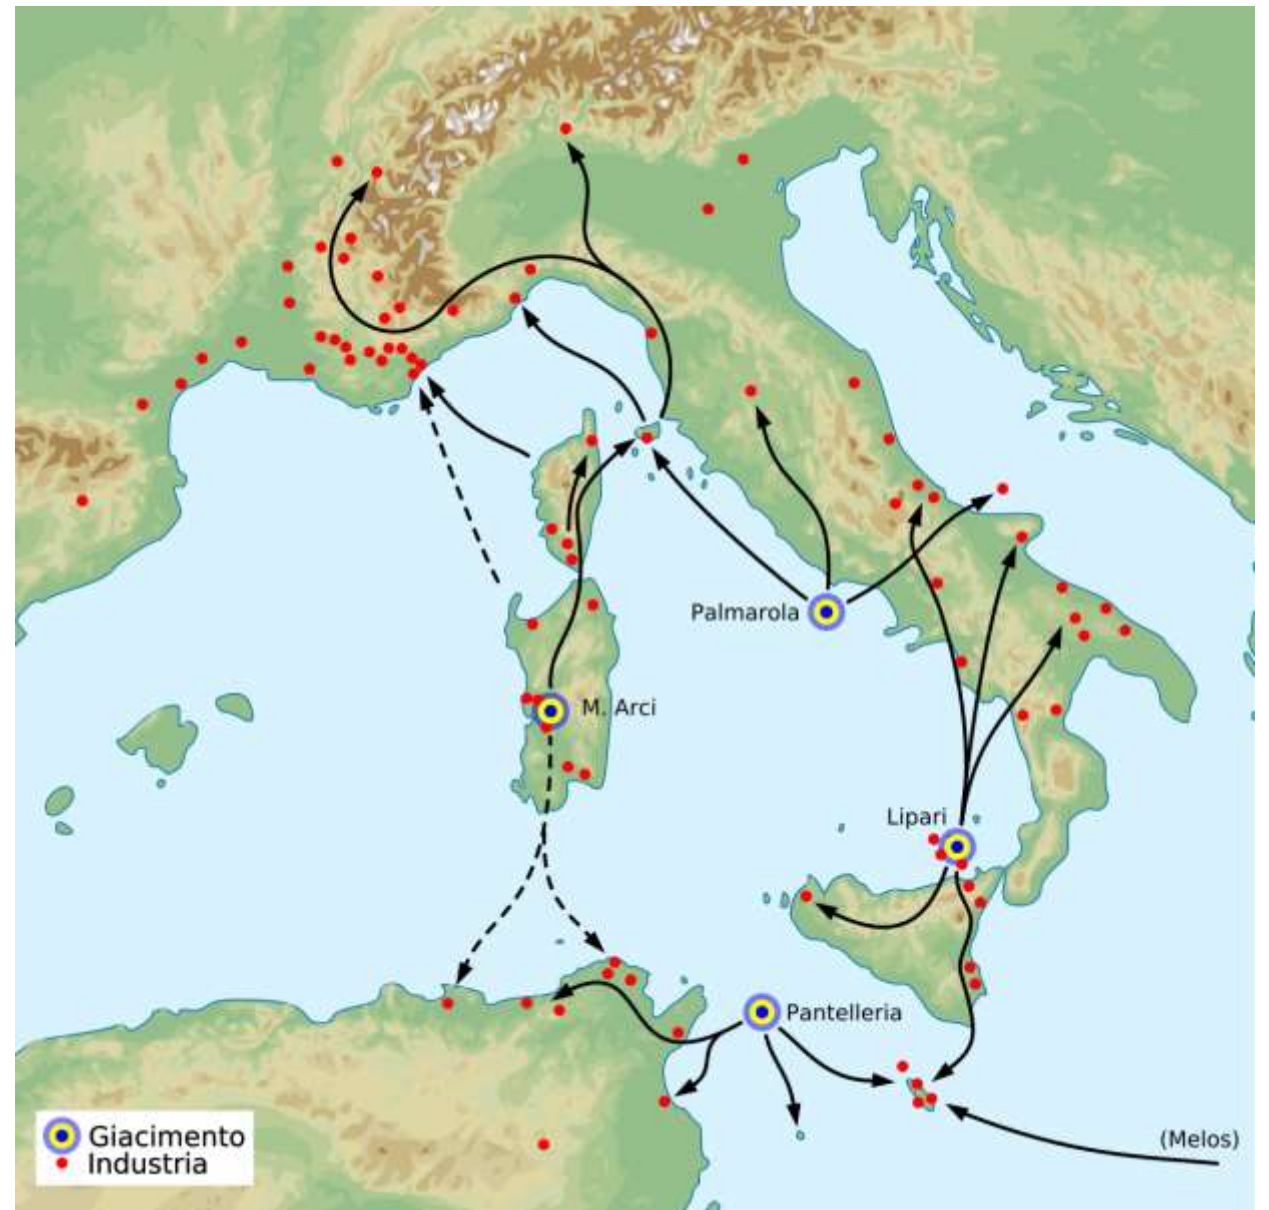 Palmarola
M. Arci
Lipari
Pantelleria
(Melos)
Giacimento
Industria